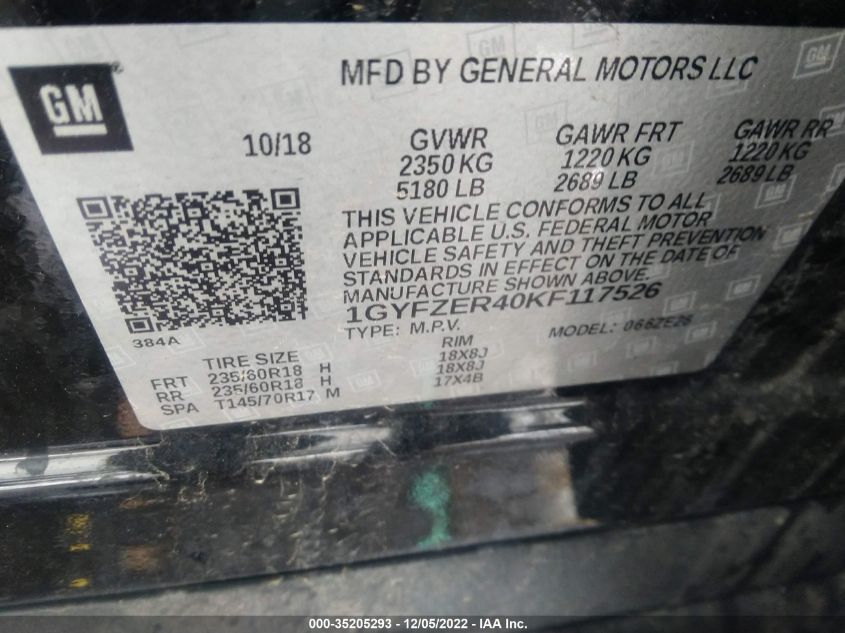 GM
MFD BY GENERAL MOTORS LLC
10/18
GVWR
2350 KG
5180 LB
GAWR FRT
1220 KG
2689 LB
GAWR RR
1220 KG
2689 LB
THIS VEHICLE CONFORMS TO ALL
APPLICABLE U.S. FEDERAL MOTOR
VEHICLE SAFETY AND THEFT PREVENTION
STANDARDS IN EFFECT ON THE DATE OF
MANUFACTURE SHOWN ABOVE.
1GYFZER40KF117526
TYPE: M.P.V.
MODEL: 066ZE26
384A
TIRE SIZE
RIM
FRT 235/60R18 H 18X8J
RR 235/60R18 H 18X8J
SPA T145/70R17 M 17X4B
000-35205293 - 12/05/2022 - IAA Inc.